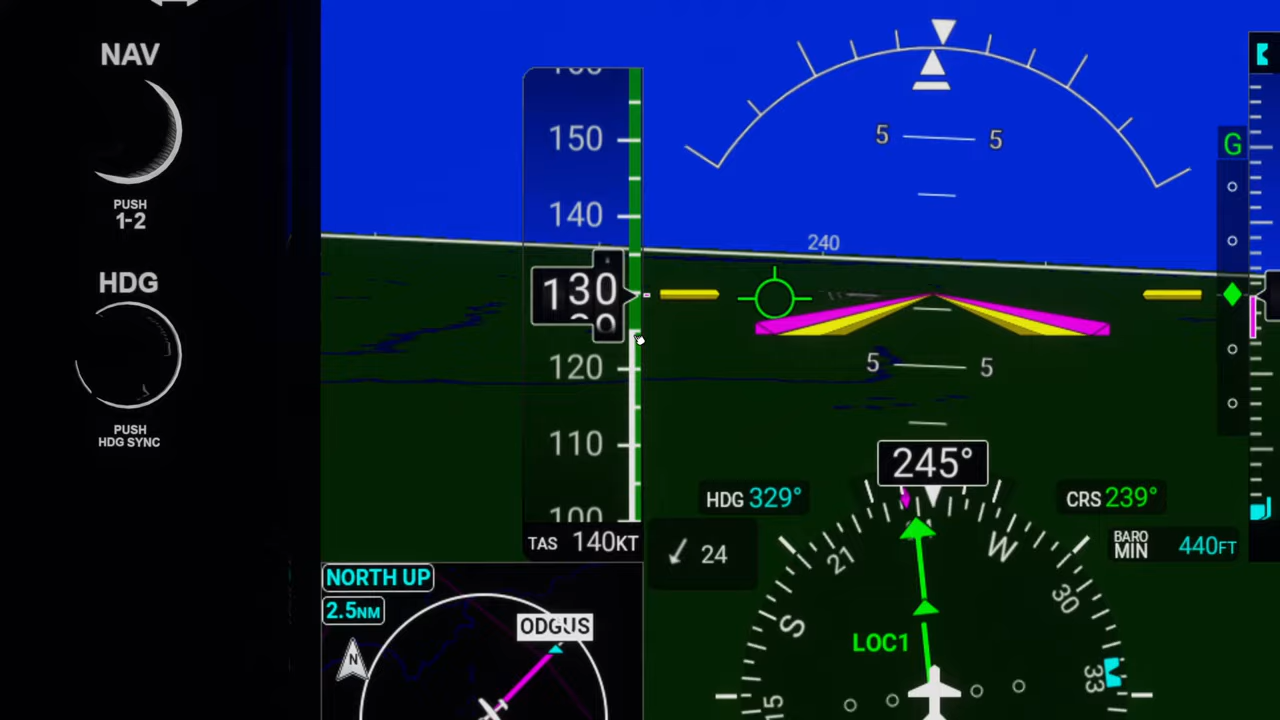 NAV
PUSH
1-2
HDG
PUSH
HDG SYNC
150
140
130
120
110
100
TAS 140KT
5 5
240
5 5
G
245°
HDG 329°
CRS 239°
24
BARO
MIN 440FT
21
W
30
S
33
15
LOC1
NORTH UP
2.5NM
N
ODGUS